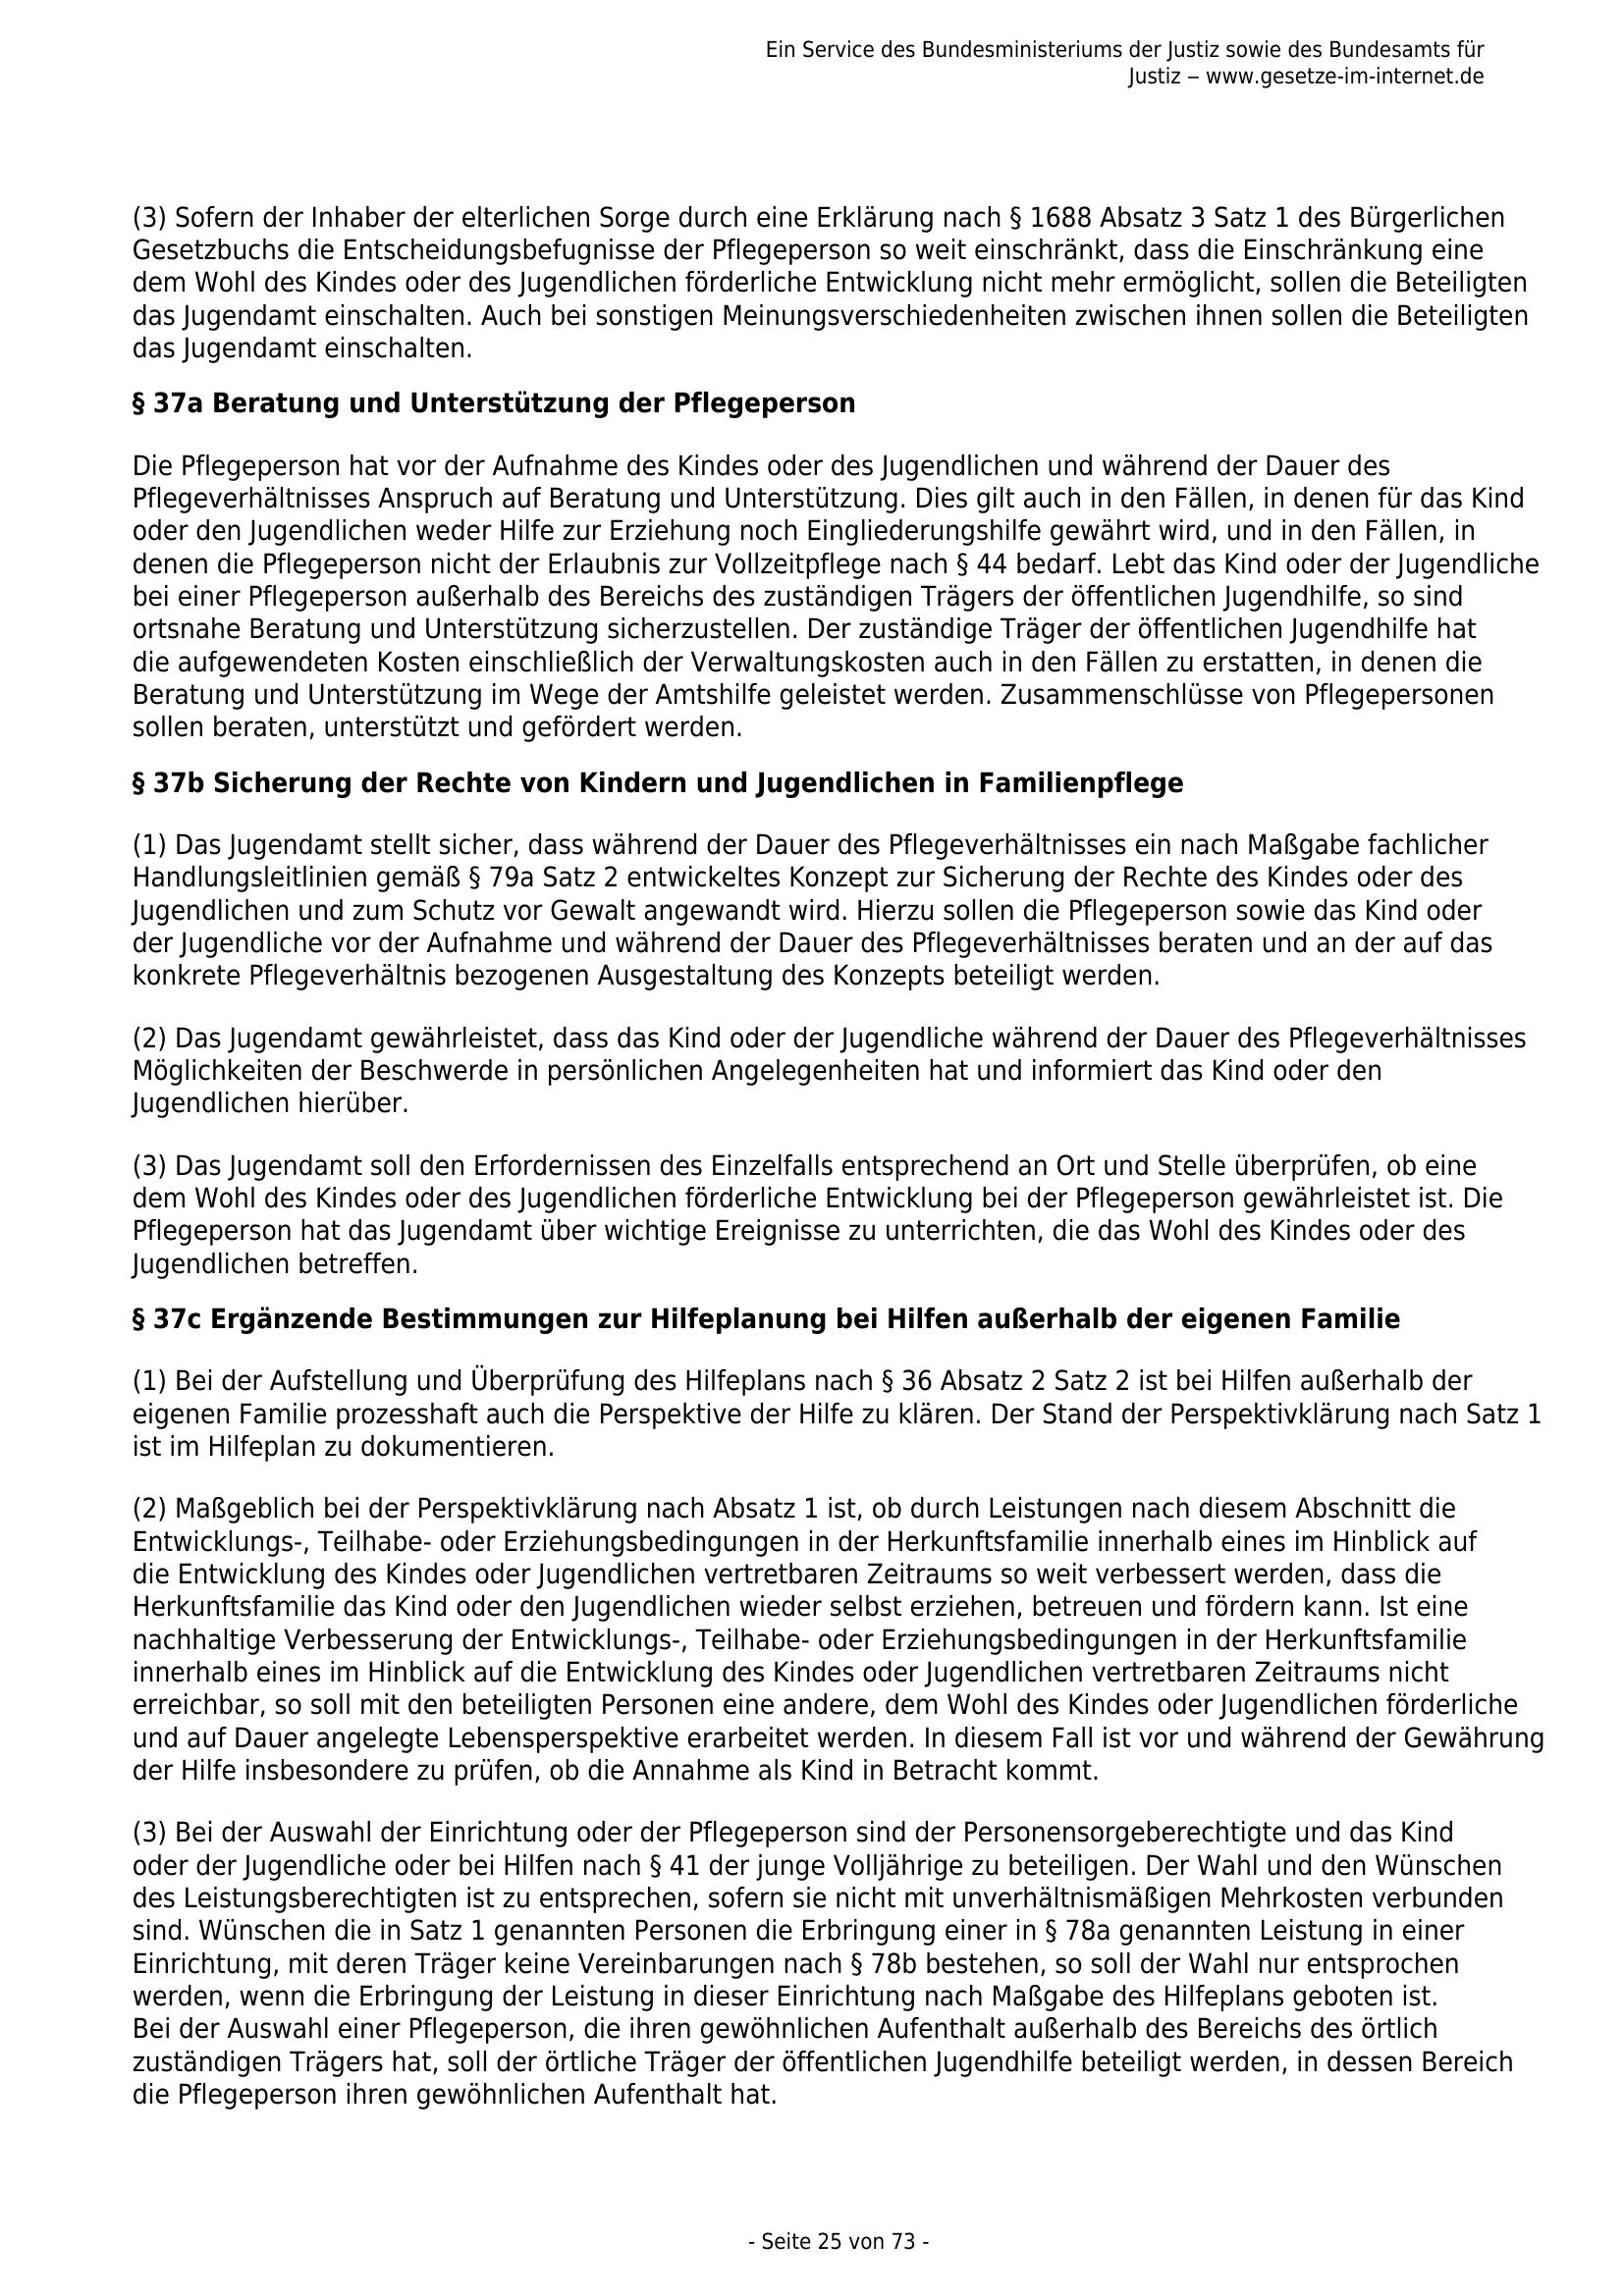 Ein Service des Bundesministeriums der Justiz sowie des Bundesamts für
Justiz ‒ www.gesetze-im-internet.de
(3) Sofern der Inhaber der elterlichen Sorge durch eine Erklärung nach § 1688 Absatz 3 Satz 1 des Bürgerlichen
Gesetzbuchs die Entscheidungsbefugnisse der Pflegeperson so weit einschränkt, dass die Einschränkung eine
dem Wohl des Kindes oder des Jugendlichen förderliche Entwicklung nicht mehr ermöglicht, sollen die Beteiligten
das Jugendamt einschalten. Auch bei sonstigen Meinungsverschiedenheiten zwischen ihnen sollen die Beteiligten
das Jugendamt einschalten.
§ 37a Beratung und Unterstützung der Pflegeperson
Die Pflegeperson hat vor der Aufnahme des Kindes oder des Jugendlichen und während der Dauer des
Pflegeverhältnisses Anspruch auf Beratung und Unterstützung. Dies gilt auch in den Fällen, in denen für das Kind
oder den Jugendlichen weder Hilfe zur Erziehung noch Eingliederungshilfe gewährt wird, und in den Fällen, in
denen die Pflegeperson nicht der Erlaubnis zur Vollzeitpflege nach § 44 bedarf. Lebt das Kind oder der Jugendliche
bei einer Pflegeperson außerhalb des Bereichs des zuständigen Trägers der öffentlichen Jugendhilfe, so sind
ortsnahe Beratung und Unterstützung sicherzustellen. Der zuständige Träger der öffentlichen Jugendhilfe hat
die aufgewendeten Kosten einschließlich der Verwaltungskosten auch in den Fällen zu erstatten, in denen die
Beratung und Unterstützung im Wege der Amtshilfe geleistet werden. Zusammenschlüsse von Pflegepersonen
sollen beraten, unterstützt und gefördert werden.
§ 37b Sicherung der Rechte von Kindern und Jugendlichen in Familienpflege
(1) Das Jugendamt stellt sicher, dass während der Dauer des Pflegeverhältnisses ein nach Maßgabe fachlicher
Handlungsleitlinien gemäß § 79a Satz 2 entwickeltes Konzept zur Sicherung der Rechte des Kindes oder des
Jugendlichen und zum Schutz vor Gewalt angewandt wird. Hierzu sollen die Pflegeperson sowie das Kind oder
der Jugendliche vor der Aufnahme und während der Dauer des Pflegeverhältnisses beraten und an der auf das
konkrete Pflegeverhältnis bezogenen Ausgestaltung des Konzepts beteiligt werden.
(2) Das Jugendamt gewährleistet, dass das Kind oder der Jugendliche während der Dauer des Pflegeverhältnisses
Möglichkeiten der Beschwerde in persönlichen Angelegenheiten hat und informiert das Kind oder den
Jugendlichen hierüber.
(3) Das Jugendamt soll den Erfordernissen des Einzelfalls entsprechend an Ort und Stelle überprüfen, ob eine
dem Wohl des Kindes oder des Jugendlichen förderliche Entwicklung bei der Pflegeperson gewährleistet ist. Die
Pflegeperson hat das Jugendamt über wichtige Ereignisse zu unterrichten, die das Wohl des Kindes oder des
Jugendlichen betreffen.
§ 37c Ergänzende Bestimmungen zur Hilfeplanung bei Hilfen außerhalb der eigenen Familie
(1) Bei der Aufstellung und Überprüfung des Hilfeplans nach § 36 Absatz 2 Satz 2 ist bei Hilfen außerhalb der
eigenen Familie prozesshaft auch die Perspektive der Hilfe zu klären. Der Stand der Perspektivklärung nach Satz 1
ist im Hilfeplan zu dokumentieren.
(2) Maßgeblich bei der Perspektivklärung nach Absatz 1 ist, ob durch Leistungen nach diesem Abschnitt die
Entwicklungs-, Teilhabe- oder Erziehungsbedingungen in der Herkunftsfamilie innerhalb eines im Hinblick auf
die Entwicklung des Kindes oder Jugendlichen vertretbaren Zeitraums so weit verbessert werden, dass die
Herkunftsfamilie das Kind oder den Jugendlichen wieder selbst erziehen, betreuen und fördern kann. Ist eine
nachhaltige Verbesserung der Entwicklungs-, Teilhabe- oder Erziehungsbedingungen in der Herkunftsfamilie
innerhalb eines im Hinblick auf die Entwicklung des Kindes oder Jugendlichen vertretbaren Zeitraums nicht
erreichbar, so soll mit den beteiligten Personen eine andere, dem Wohl des Kindes oder Jugendlichen förderliche
und auf Dauer angelegte Lebensperspektive erarbeitet werden. In diesem Fall ist vor und während der Gewährung
der Hilfe insbesondere zu prüfen, ob die Annahme als Kind in Betracht kommt.
(3) Bei der Auswahl der Einrichtung oder der Pflegeperson sind der Personensorgeberechtigte und das Kind
oder der Jugendliche oder bei Hilfen nach § 41 der junge Volljährige zu beteiligen. Der Wahl und den Wünschen
des Leistungsberechtigten ist zu entsprechen, sofern sie nicht mit unverhältnismäßigen Mehrkosten verbunden
sind. Wünschen die in Satz 1 genannten Personen die Erbringung einer in § 78a genannten Leistung in einer
Einrichtung, mit deren Träger keine Vereinbarungen nach § 78b bestehen, so soll der Wahl nur entsprochen
werden, wenn die Erbringung der Leistung in dieser Einrichtung nach Maßgabe des Hilfeplans geboten ist.
Bei der Auswahl einer Pflegeperson, die ihren gewöhnlichen Aufenthalt außerhalb des Bereichs des örtlich
zuständigen Trägers hat, soll der örtliche Träger der öffentlichen Jugendhilfe beteiligt werden, in dessen Bereich
die Pflegeperson ihren gewöhnlichen Aufenthalt hat.
- Seite 25 von 73 -